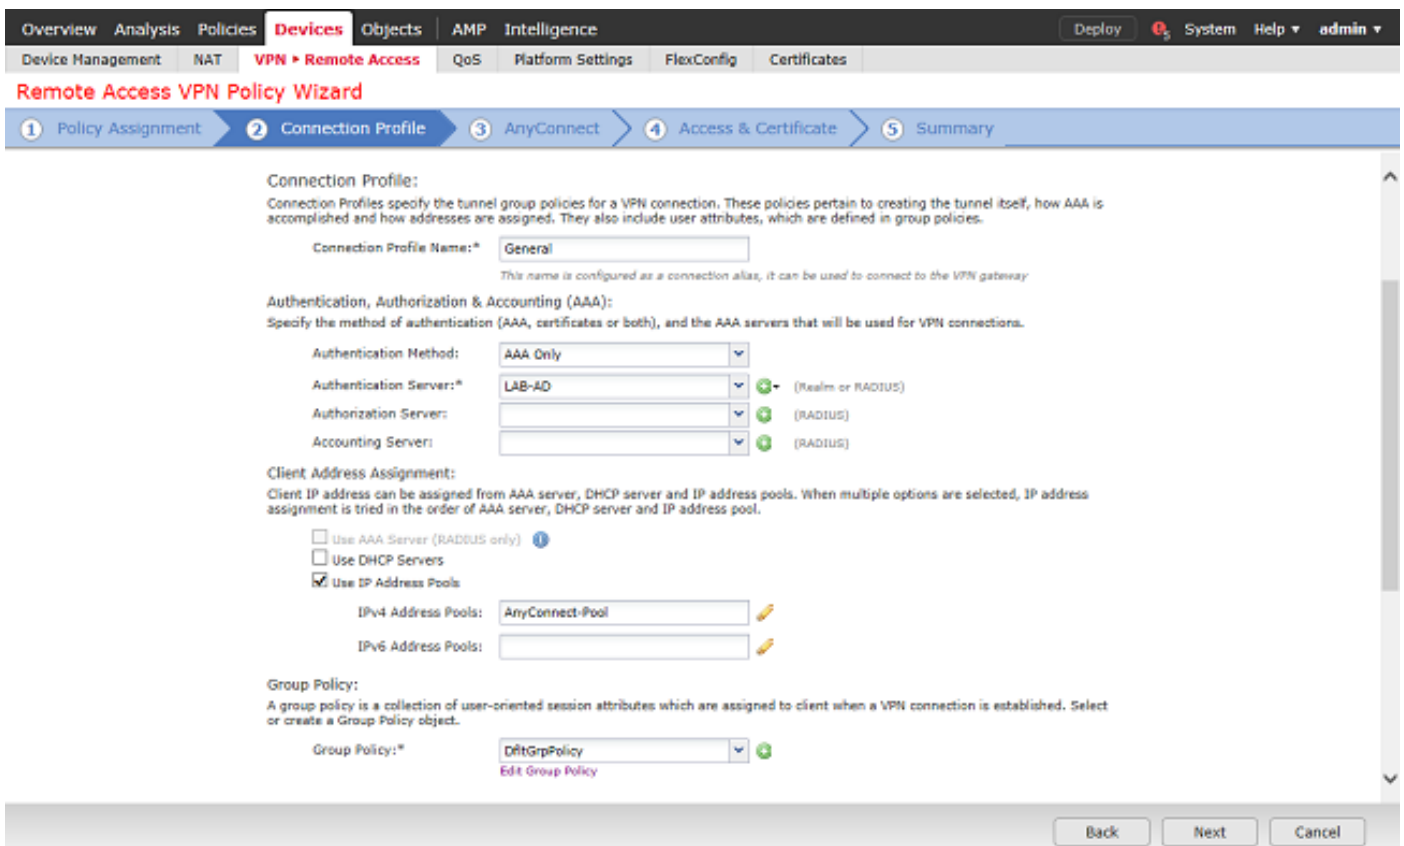 Overview Analysis Policies Devices Objects AMP Intelligence Deploy 5 System Help admin
Device Management NAT VPN ▸ Remote Access QoS Platform Settings FlexConfig Certificates
Remote Access VPN Policy Wizard
1 Policy Assignment 2 Connection Profile 3 AnyConnect 4 Access & Certificate 5 Summary
Connection Profile:
Connection Profiles specify the tunnel group policies for a VPN connection. These policies pertain to creating the tunnel itself, how AAA is
accomplished and how addresses are assigned. They also include user attributes, which are defined in group policies.
Connection Profile Name:* General
This name is configured as a connection alias, it can be used to connect to the VPN gateway
Authentication, Authorization & Accounting (AAA):
Specify the method of authentication (AAA, certificates or both), and the AAA servers that will be used for VPN connections.
Authentication Method: AAA Only
Authentication Server:* LAB-AD (Realm or RADIUS)
Authorization Server: (RADIUS)
Accounting Server: (RADIUS)
Client Address Assignment:
Client IP address can be assigned from AAA server, DHCP server and IP address pools. When multiple options are selected, IP address
assignment is tried in the order of AAA server, DHCP server and IP address pool.
Use AAA Server (RADIUS only)
Use DHCP Servers
Use IP Address Pools
IPv4 Address Pools: AnyConnect-Pool
IPv6 Address Pools:
Group Policy:
A group policy is a collection of user-oriented session attributes which are assigned to client when a VPN connection is established. Select
or create a Group Policy object.
Group Policy:* DfltGrpPolicy
Edit Group Policy
Back Next Cancel